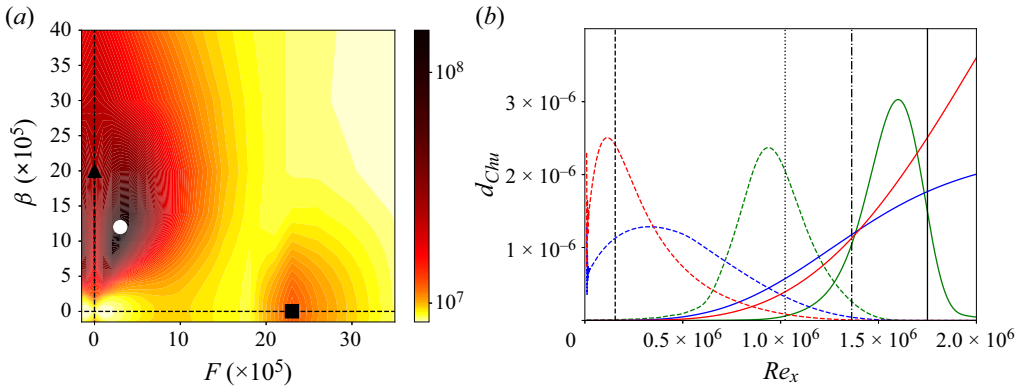 (a)
40
35
30
25
20
15
10
5
0
β (×10⁵)
0
10
20
30
F (×10⁵)
10⁸
10⁷
(b)
3 × 10⁻⁶
2 × 10⁻⁶
1 × 10⁻⁶
d_Chu
0
0.5 × 10⁶
1.0 × 10⁶
1.5 × 10⁶
2.0 × 10⁶
Re_x